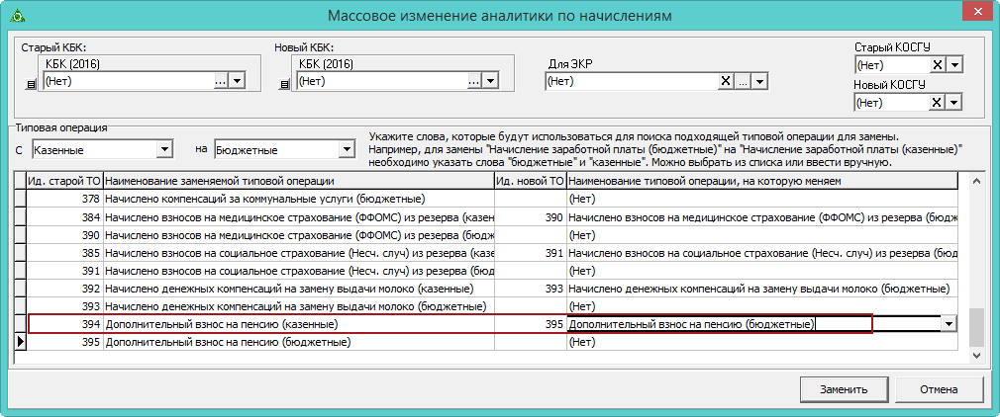 Массовое изменение аналитики по начислениям
Старый КБК:
Новый КБК:
Старый КОСГУ
КБК (2016)
КБК (2016)
Для ЭКР
(Нет)
(Нет)
(Нет)
(Нет)
Новый КОСГУ
(Нет)
Типовая операция
С Казенные на Бюджетные
Укажите слова, которые будут использоваться для поиска подходящей типовой операции для замены.
Например, для замены "Начисление заработной платы (бюджетные)" на "Начисление заработной платы (казенные)"
необходимо указать слова "бюджетные" и "казенные". Можно выбрать из списка или ввести вручную.
Ид. старой ТО Наименование заменяемой типовой операции Ид. новой ТО Наименование типовой операции, на которую меняем
378 Начислено компенсаций за коммунальные услуги (бюджетные) (Нет)
384 Начислено взносов на медицинское страхование (ФФОМС) из резерва (казен 390 Начислено взносов на медицинское страхование (ФФОМС) из резерва (бюдж
390 Начислено взносов на медицинское страхование (ФФОМС) из резерва (бюдж (Нет)
385 Начислено взносов на социальное страхование (Несч. случ) из резерва (казе 391 Начислено взносов на социальное страхование (Несч. случ) из резерва (бюд
391 Начислено взносов на социальное страхование (Несч. случ) из резерва (бюд (Нет)
392 Начислено денежных компенсаций на замену выдачи молоко (казенные) 393 Начислено денежных компенсаций на замену выдачи молоко (бюджетные)
393 Начислено денежных компенсаций на замену выдачи молоко (бюджетные) (Нет)
394 Дополнительный взнос на пенсию (казенные) 395 Дополнительный взнос на пенсию (бюджетные)
395 Дополнительный взнос на пенсию (бюджетные) (Нет)
Заменить Отмена